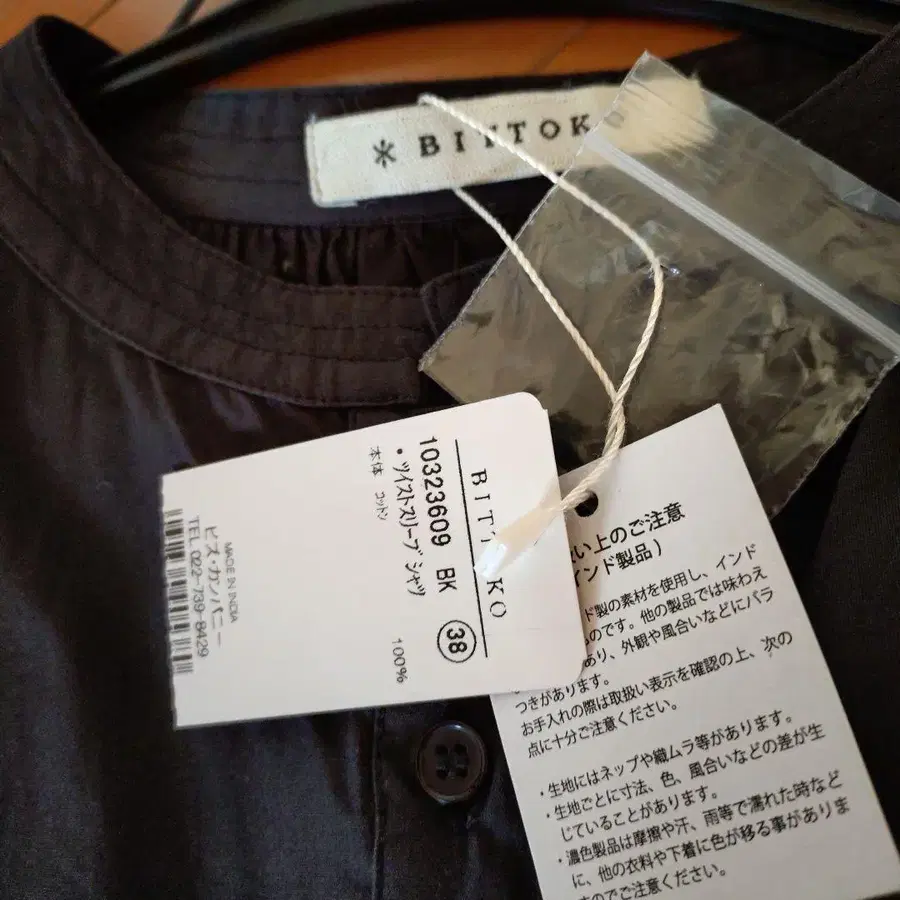 * BIITOK
BIT KO
10323609 BK 38
・ツイストスリーブ シャツ
本体 コットン 100%
MADE IN INDIA
ビズ・カンパニー
TEL. 022-739-8429
い上のご注意
インド製品)
ド製の素材を使用し、インド
ものです。他の製品では味わえ
あり、外観や風合いなどにバラ
つきがあります。
お手入れの際は取扱い表示を確認の上、次の
点に十分ご注意ください。
・生地にはネップや織ムラ等があります。
・生地ごとに寸法、色、風合いなどの差が生
じていることがあります。
・濃色製品は摩擦や汗、雨等で濡れた時など
に、他の衣料や下着に色が移る事がありま
すのでご注意ください。